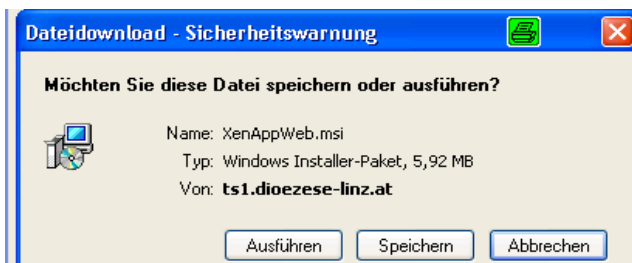 Dateidownload - Sicherheitswarnung
Möchten Sie diese Datei speichern oder ausführen?
Name: XenAppWeb.msi
Typ: Windows Installer-Paket, 5,92 MB
Von: ts1.dioezese-linz.at
Ausführen Speichern Abbrechen